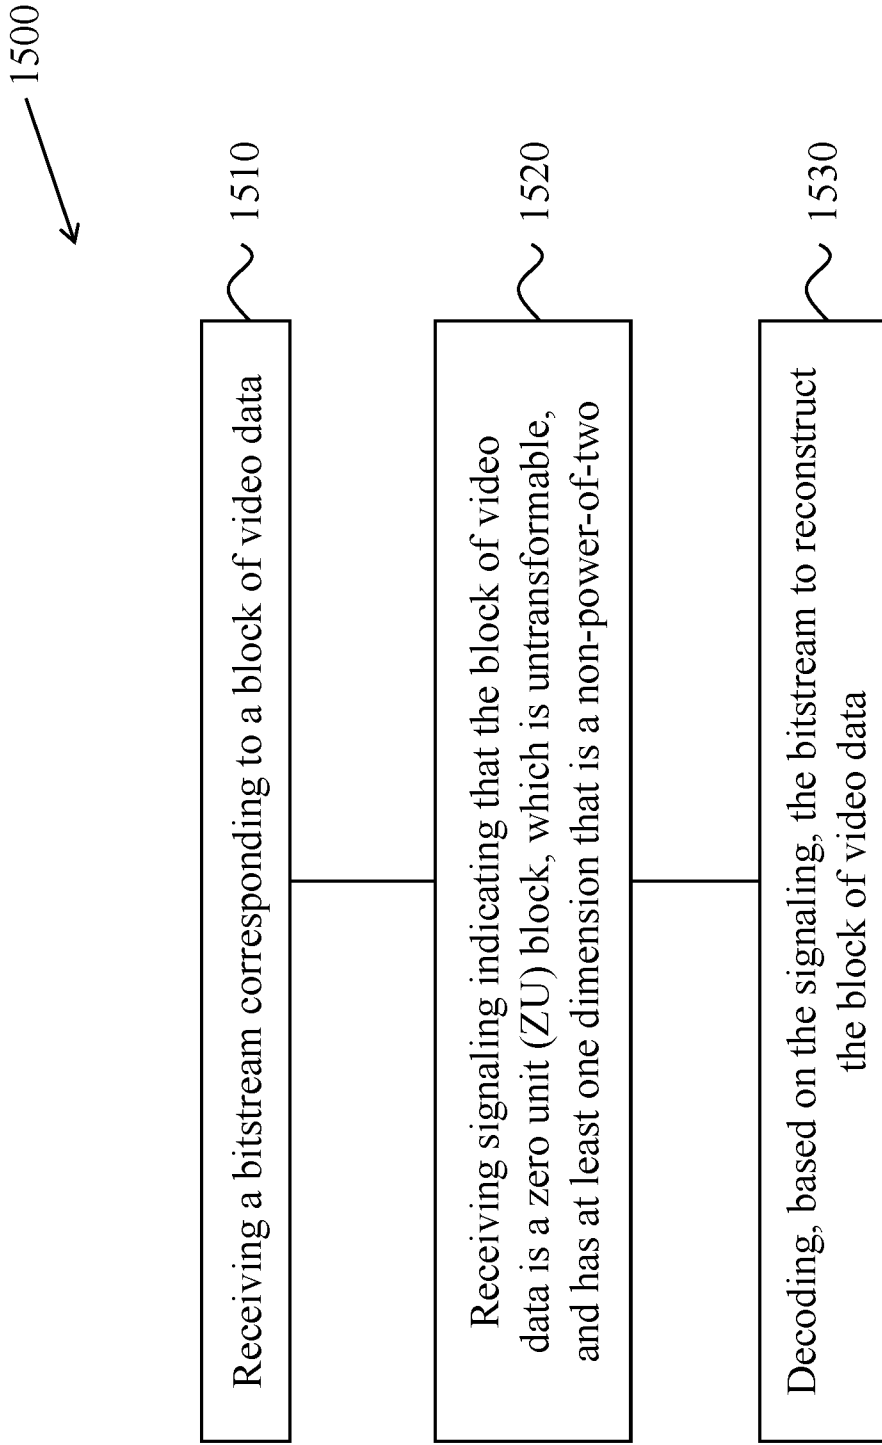 1500
Receiving a bitstream corresponding to a block of video data
1510
Receiving signaling indicating that the block of video
data is a zero unit (ZU) block, which is untransformable,
and has at least one dimension that is a non-power-of-two
1520
Decoding, based on the signaling, the bitstream to reconstruct
the block of video data
1530